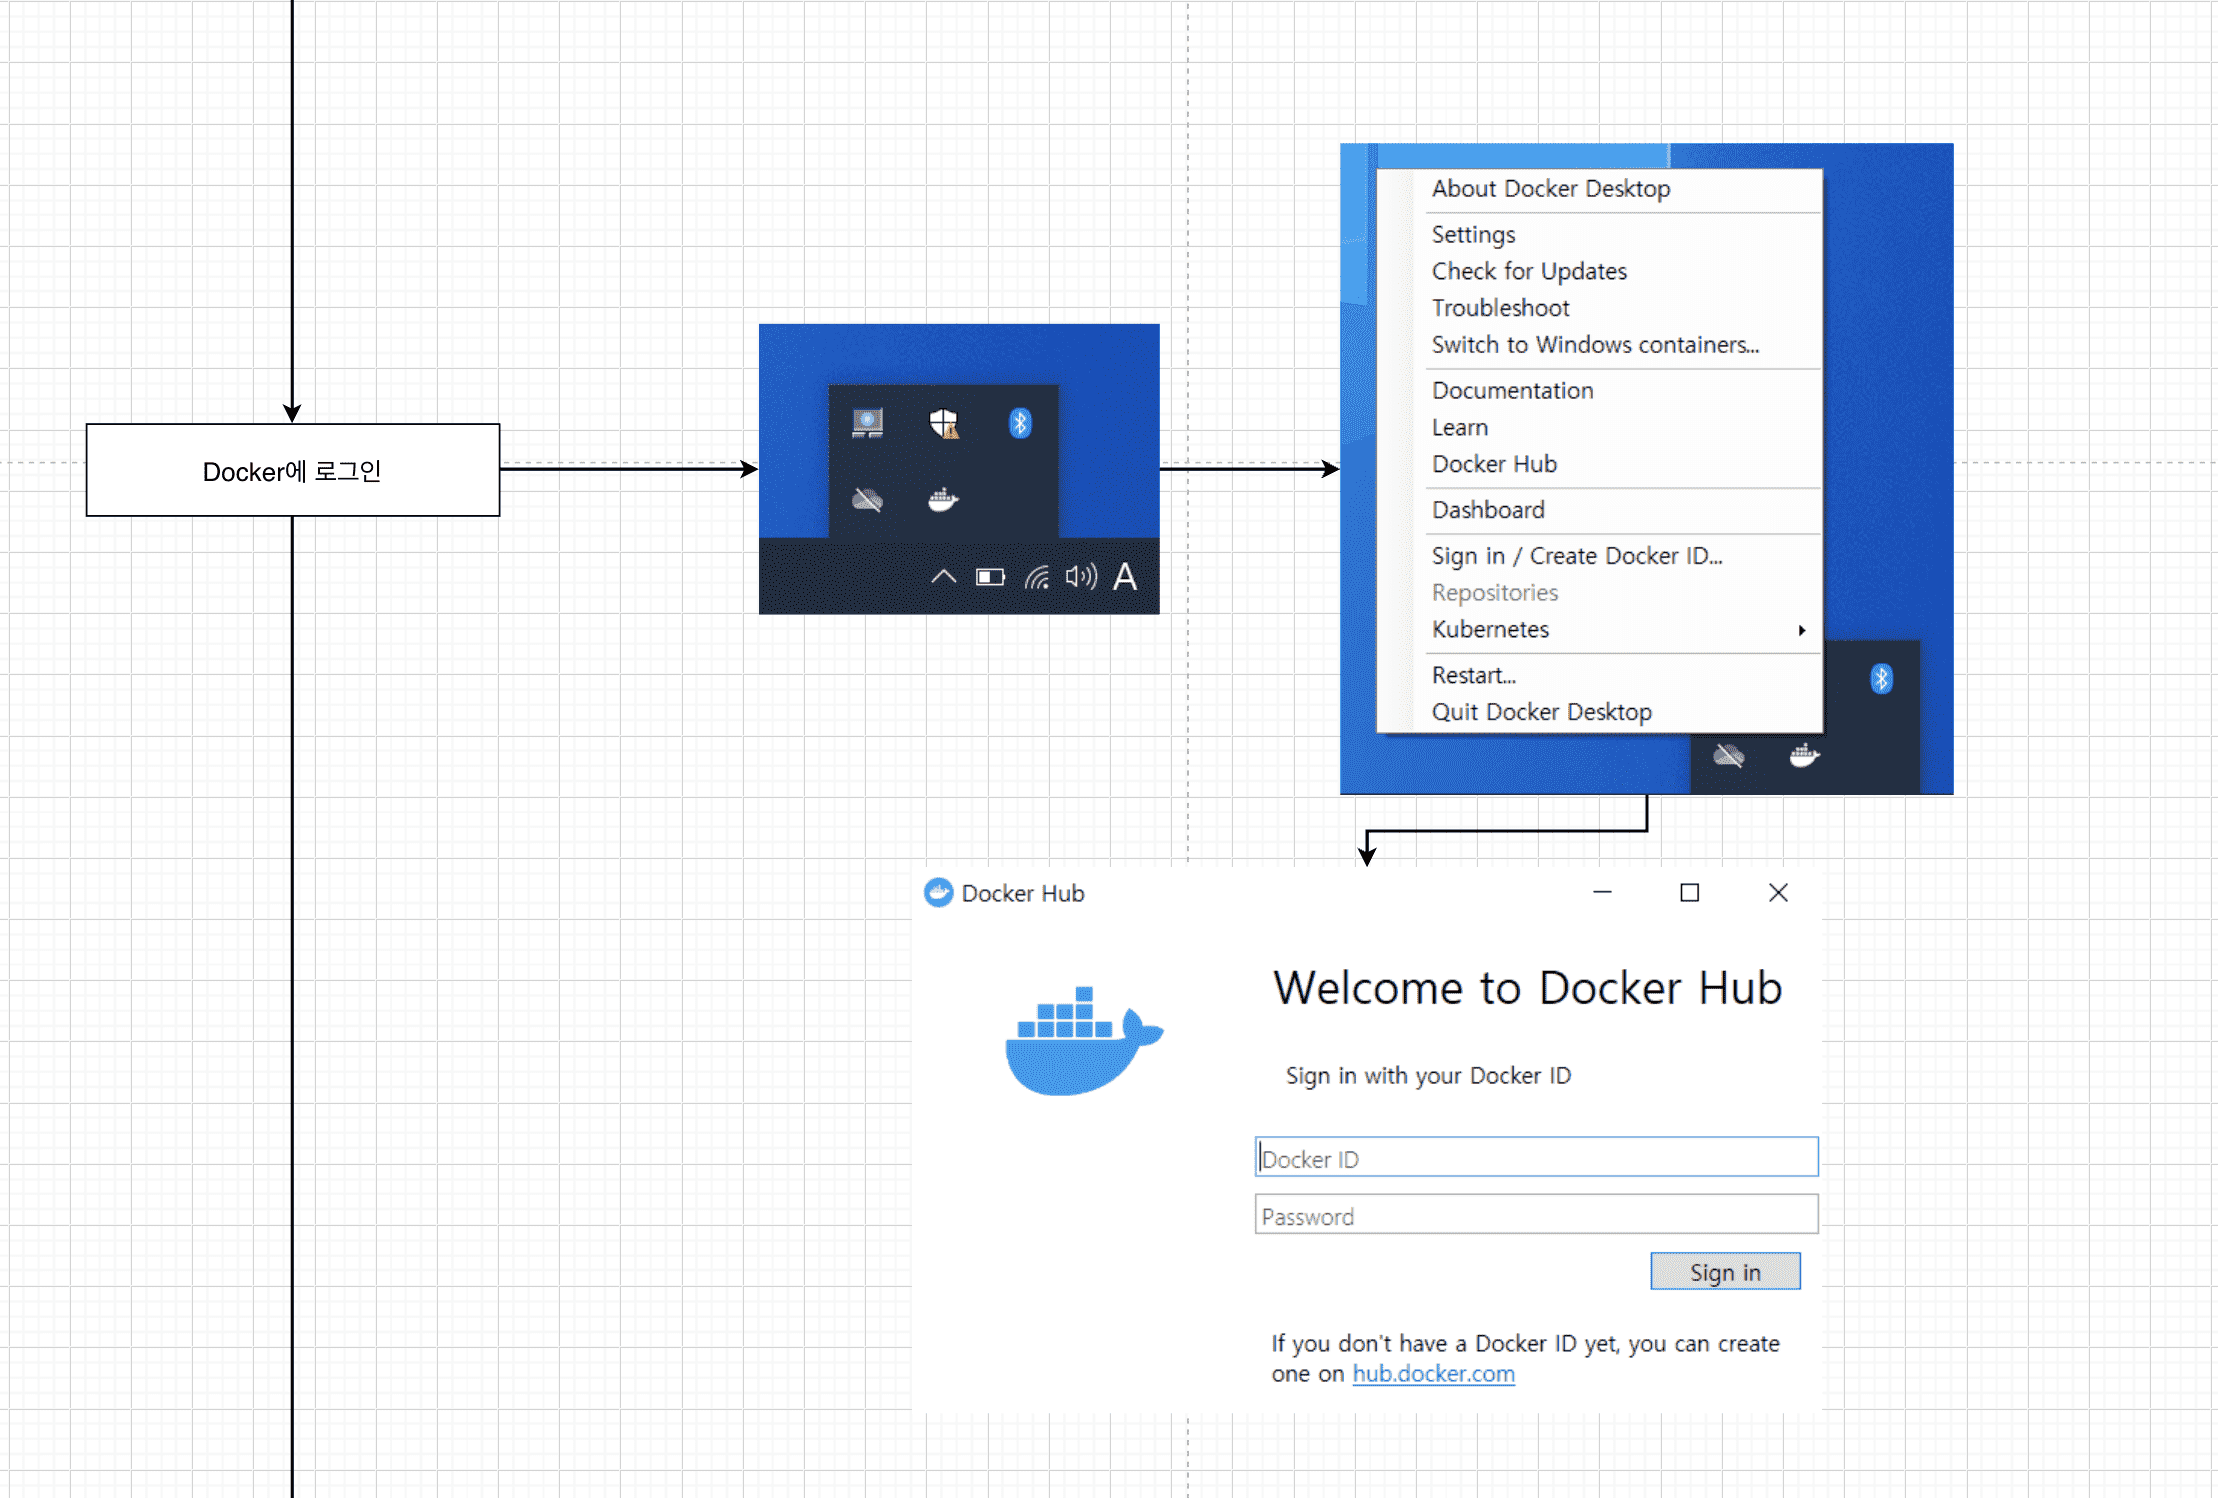 Docker에 로그인
A
About Docker Desktop
Settings
Check for Updates
Troubleshoot
Switch to Windows containers...
Documentation
Learn
Docker Hub
Dashboard
Sign in / Create Docker ID...
Repositories
Kubernetes
Restart...
Quit Docker Desktop
Docker Hub
Welcome to Docker Hub
Sign in with your Docker ID
Docker ID
Password
Sign in
If you don't have a Docker ID yet, you can create
one on hub.docker.com